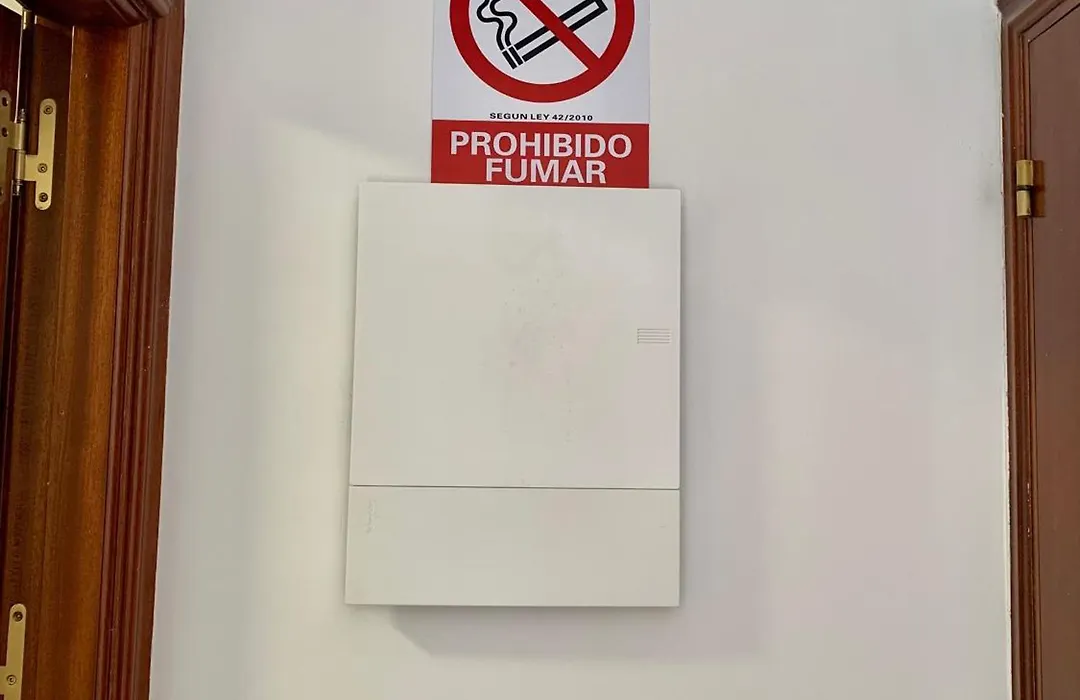 SEGUN LEY 42/2010
PROHIBIDO
FUMAR